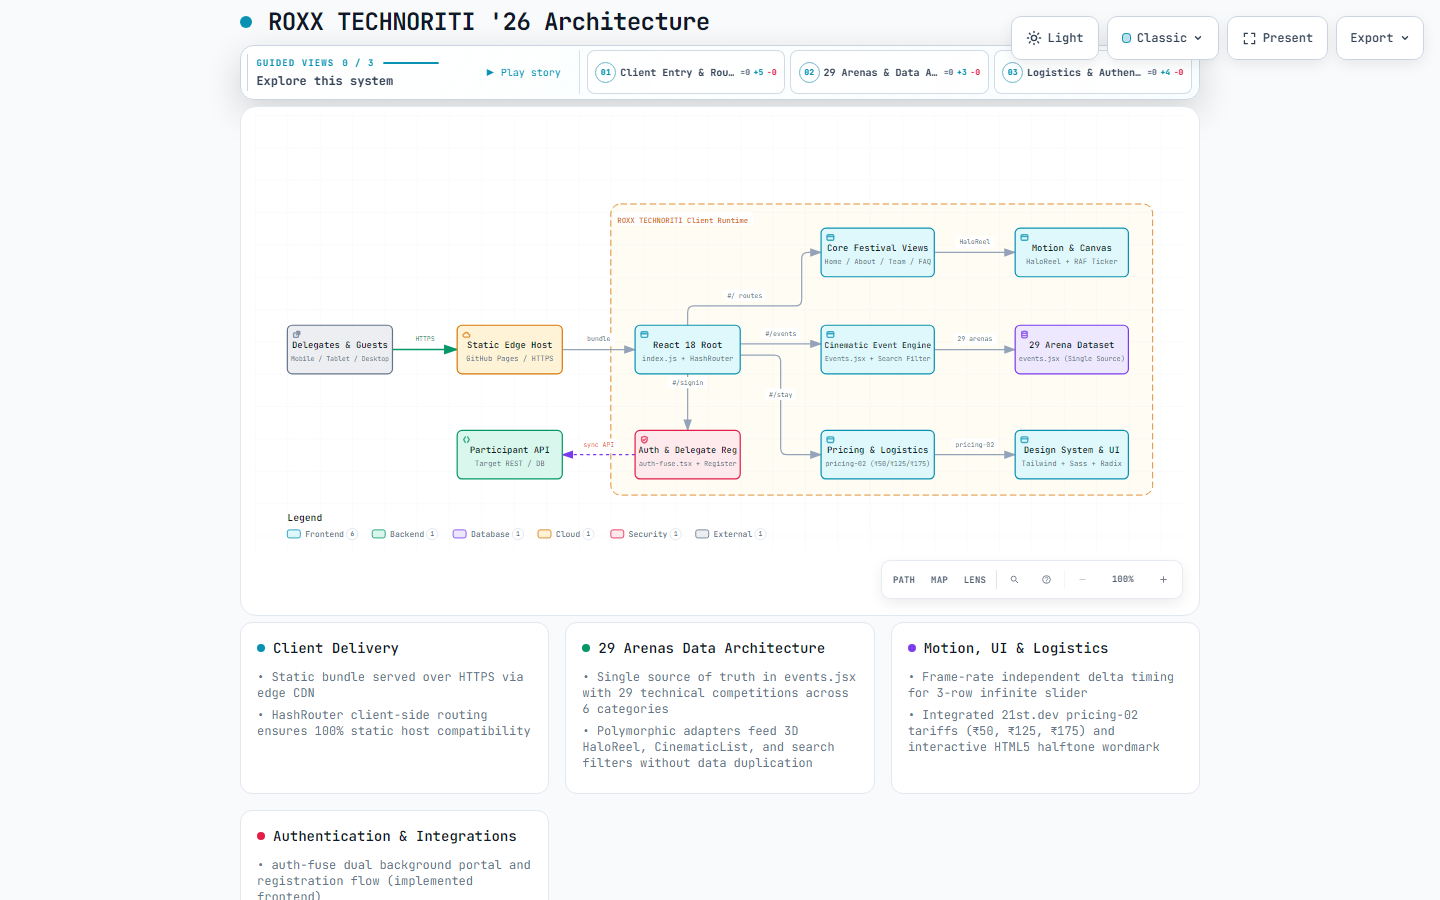 ROXX TECHNORITI '26 Architecture
Light
Classic
Present
Export
GUIDED VIEWS 0 / 3
Explore this system
▶ Play story
01 Client Entry & Rou… =0 +5 -0
02 29 Arenas & Data A… =0 +3 -0
03 Logistics & Authen… =0 +4 -0
ROXX TECHNORITI Client Runtime
Core Festival Views
Home / About / Team / FAQ
HaloReel
Motion & Canvas
HaloReel + RAF Ticker
#/ routes
Delegates & Guests
Mobile / Tablet / Desktop
HTTPS
Static Edge Host
GitHub Pages / HTTPS
bundle
React 18 Root
index.js + HashRouter
#/events
Cinematic Event Engine
Events.jsx + Search Filter
29 arenas
29 Arena Dataset
events.jsx (Single Source)
#/signin
#/stay
Participant API
Target REST / DB
sync API
Auth & Delegate Reg
auth-fuse.tsx + Register
Pricing & Logistics
pricing-02 (₹50/₹125/₹175)
pricing-02
Design System & UI
Tailwind + Sass + Radix
Legend
Frontend 6
Backend 1
Database 1
Cloud 1
Security 1
External 1
PATH
MAP
LENS
100%
Client Delivery
• Static bundle served over HTTPS via
edge CDN
• HashRouter client-side routing
ensures 100% static host compatibility
29 Arenas Data Architecture
• Single source of truth in events.jsx
with 29 technical competitions across
6 categories
• Polymorphic adapters feed 3D
HaloReel, CinematicList, and search
filters without data duplication
Motion, UI & Logistics
• Frame-rate independent delta timing
for 3-row infinite slider
• Integrated 21st.dev pricing-02
tariffs (₹50, ₹125, ₹175) and
interactive HTML5 halftone wordmark
Authentication & Integrations
• auth-fuse dual background portal and
registration flow (implemented
frontend)